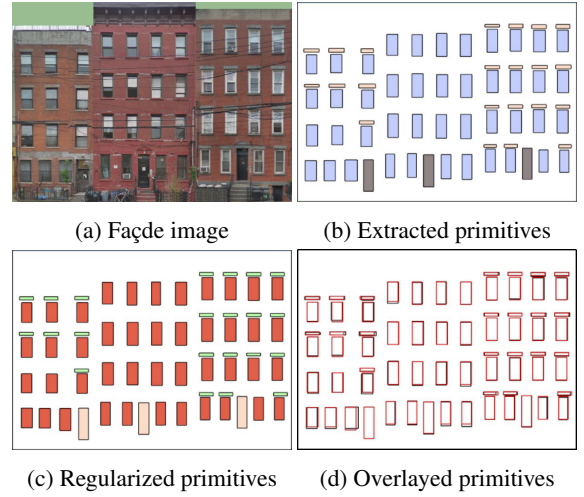 (a) Façde image
(b) Extracted primitives
(c) Regularized primitives
(d) Overlayed primitives